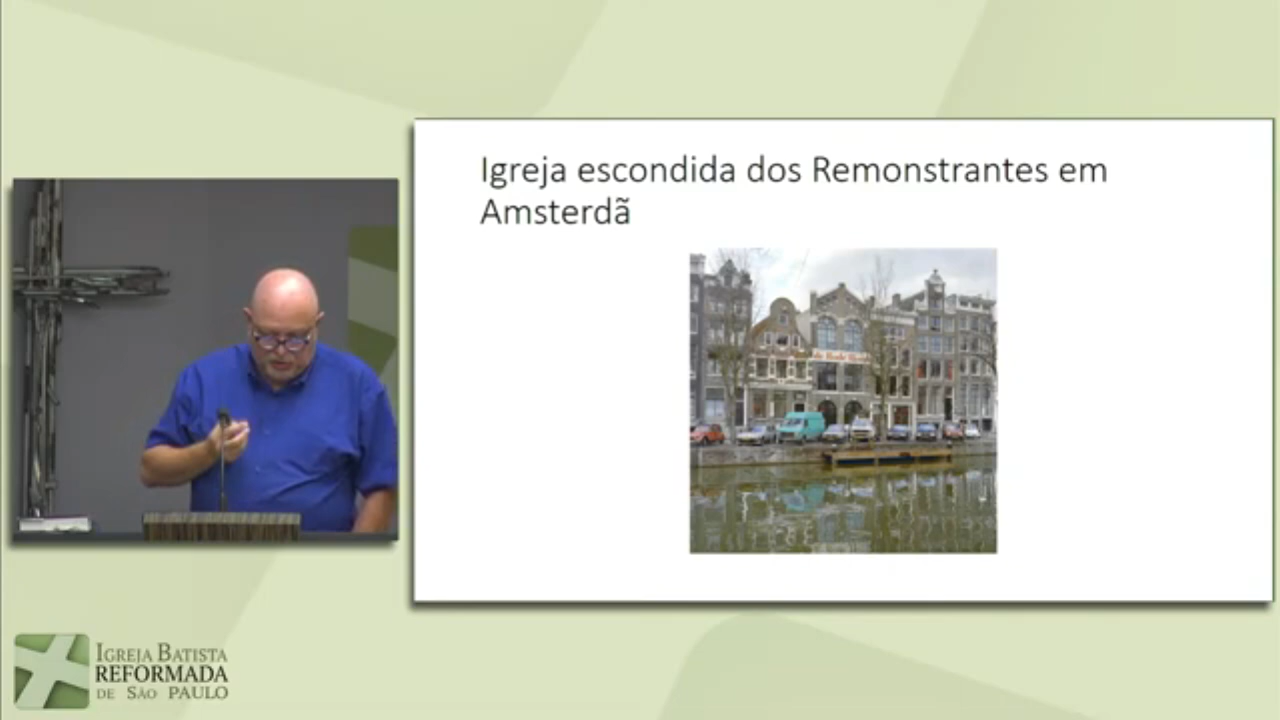 Igreja escondida dos Remonstrantes em
Amsterdã
IGREJA BATISTA
REFORMADA
DE SÃO PAULO